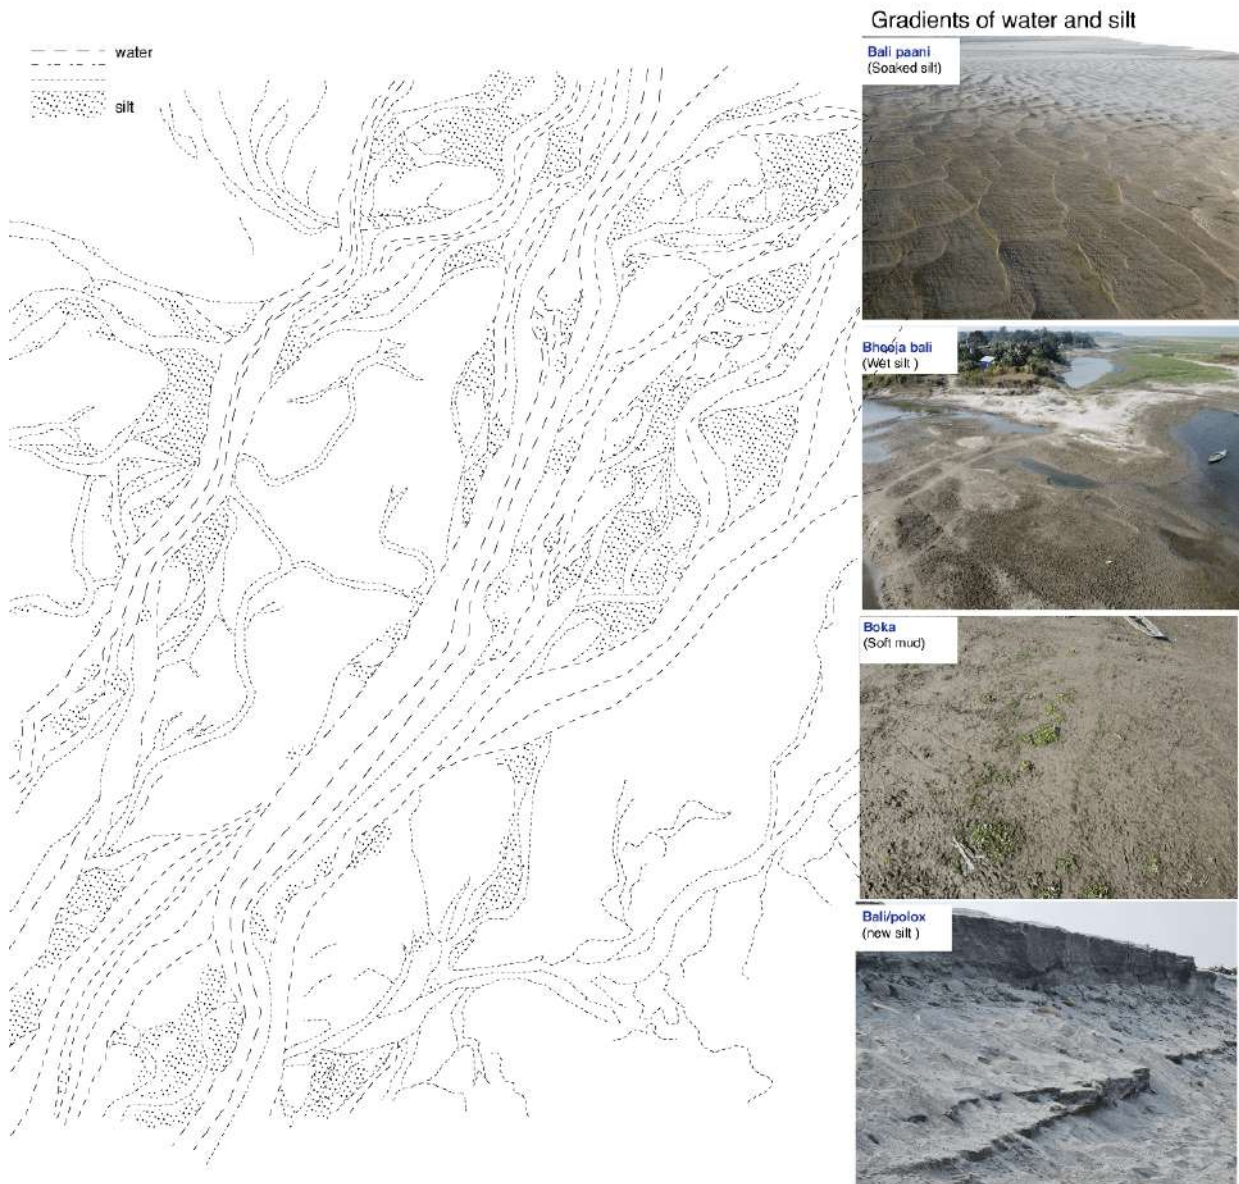 water
silt
Gradients of water and silt
Bali paani
(Soaked silt)
Bheeja bali
(Wet silt )
Boka
(Soft mud)
Bali/polox
(new silt )